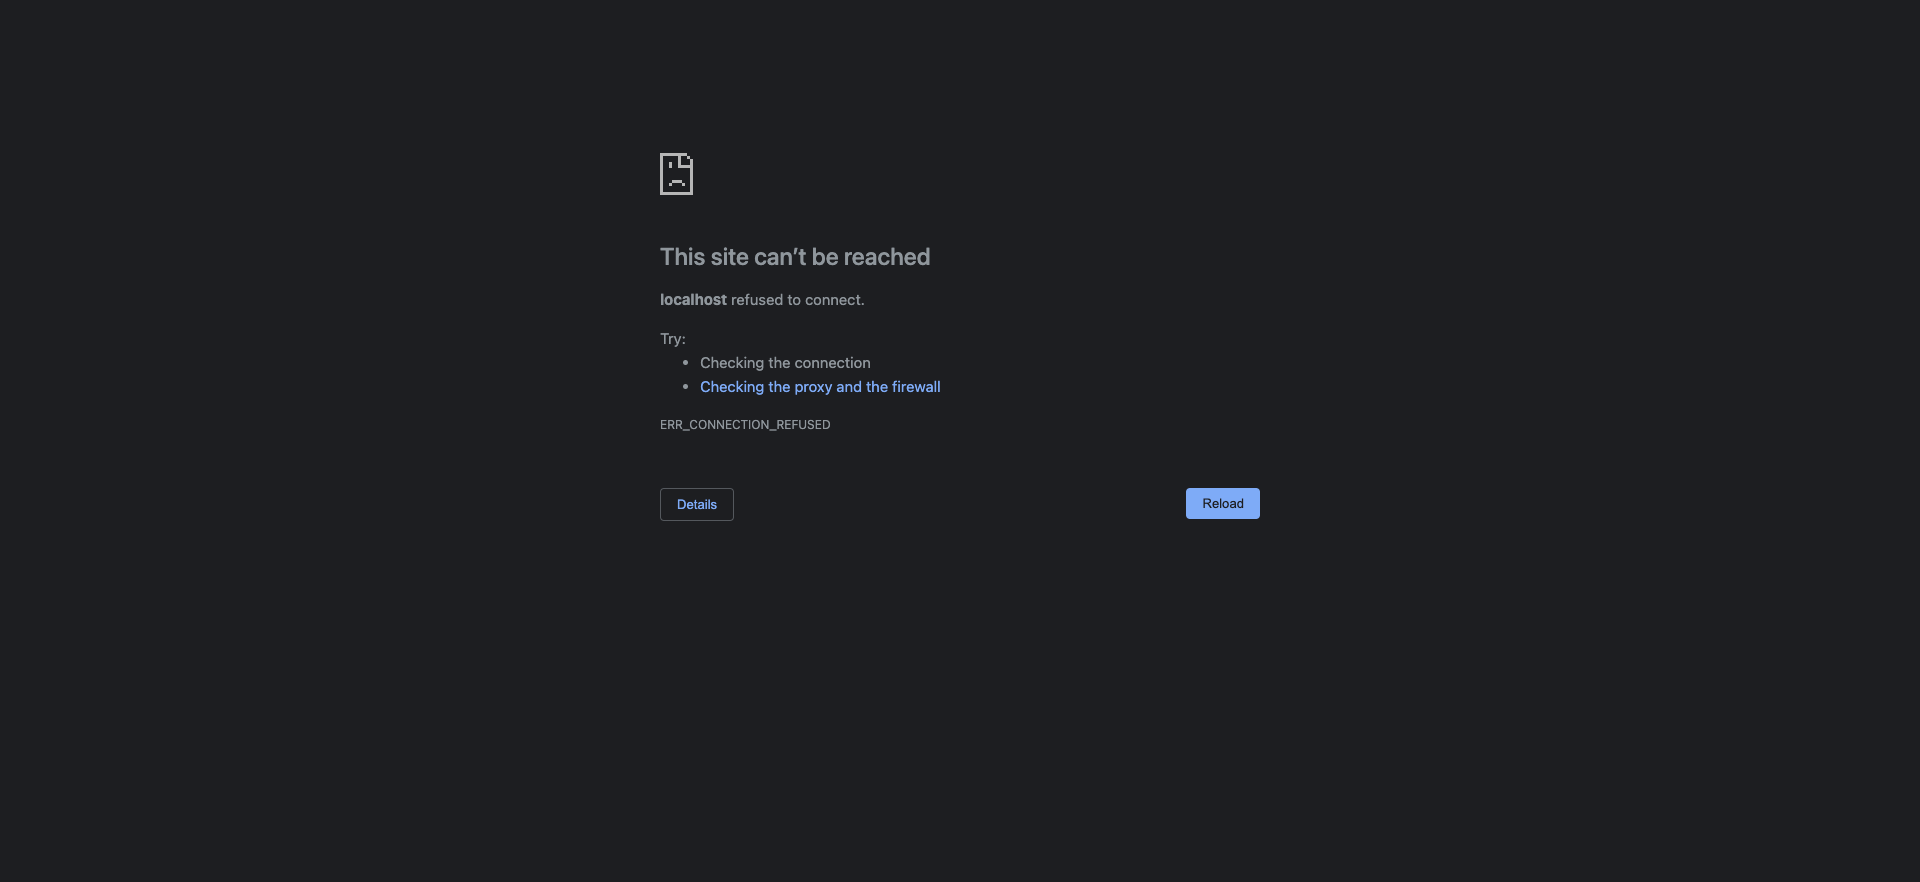 This site can’t be reached
localhost refused to connect.
Try:
• Checking the connection
• Checking the proxy and the firewall
ERR_CONNECTION_REFUSED
Details
Reload